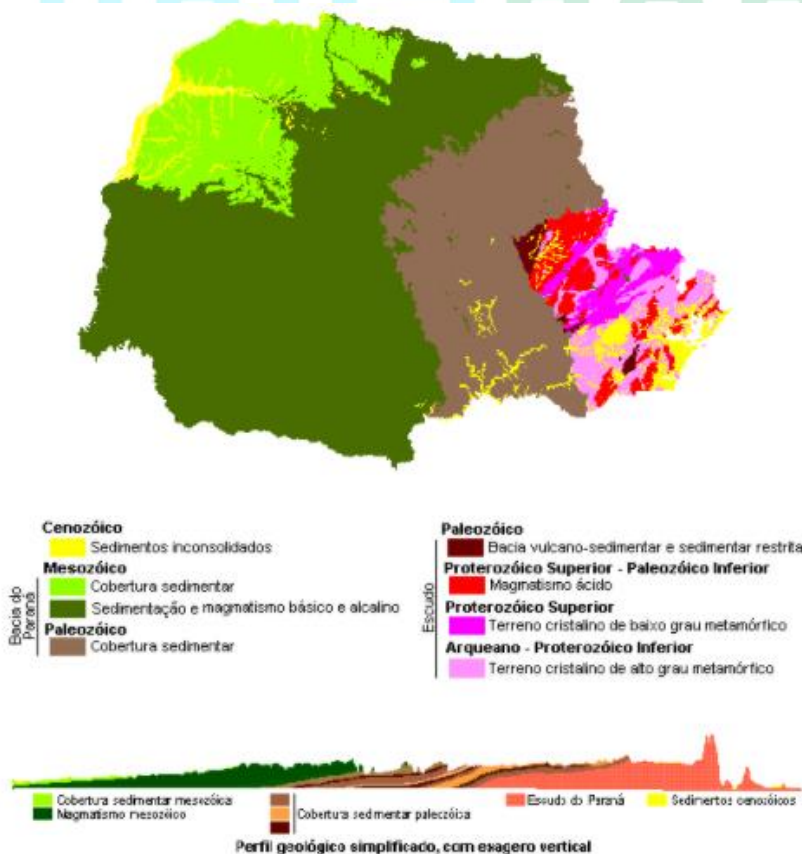 Cenozóico
Sedimentos inconsolidados
Mesozóico
Cobertura sedimentar
Sedimentação e magmatismo básico e alcalino
Paleozóico
Cobertura sedimentar
Bacia do Paraná
Paleozóico
Bacia vulcano-sedimentar e sedimentar restrita
Proterozóico Superior - Paleozóico Inferior
Magmatismo ácido
Proterozóico Superior
Terreno cristalino de baixo grau metamórfico
Arqueano - Proterozóico Inferior
Terreno cristalino de alto grau metamórfico
Escudo
Cobertura sedimentar mesozóica
Magmatismo mesozóico
Cobertura sedimentar paleozóica
Escudo do Paraná
Sedimentos cenozóicos
Perfil geológico simplificado, com exagero vertical